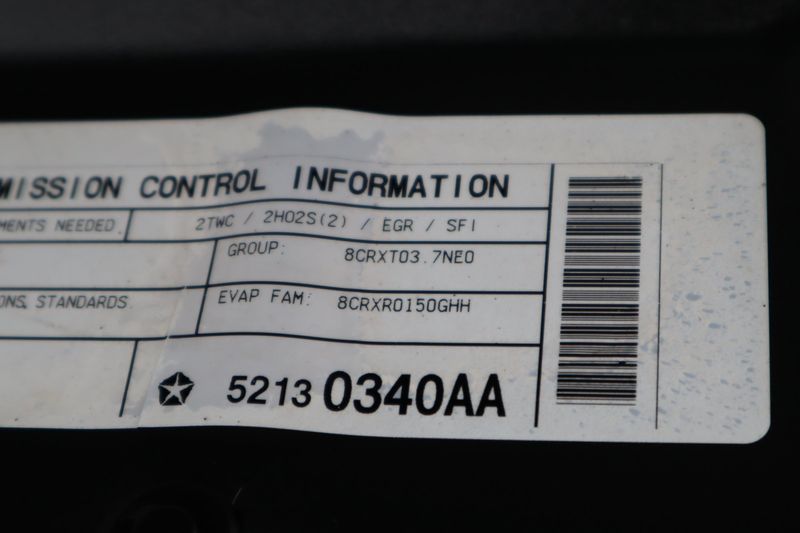 MISSION CONTROL INFORMATION
MENTS NEEDED. 2TWC / 2HO2S(2) / EGR / SFI
GROUP: 8CRXT03.7NE0
ONS, STANDARDS. EVAP FAM: 8CRXR0150GHH
5213 0340AA